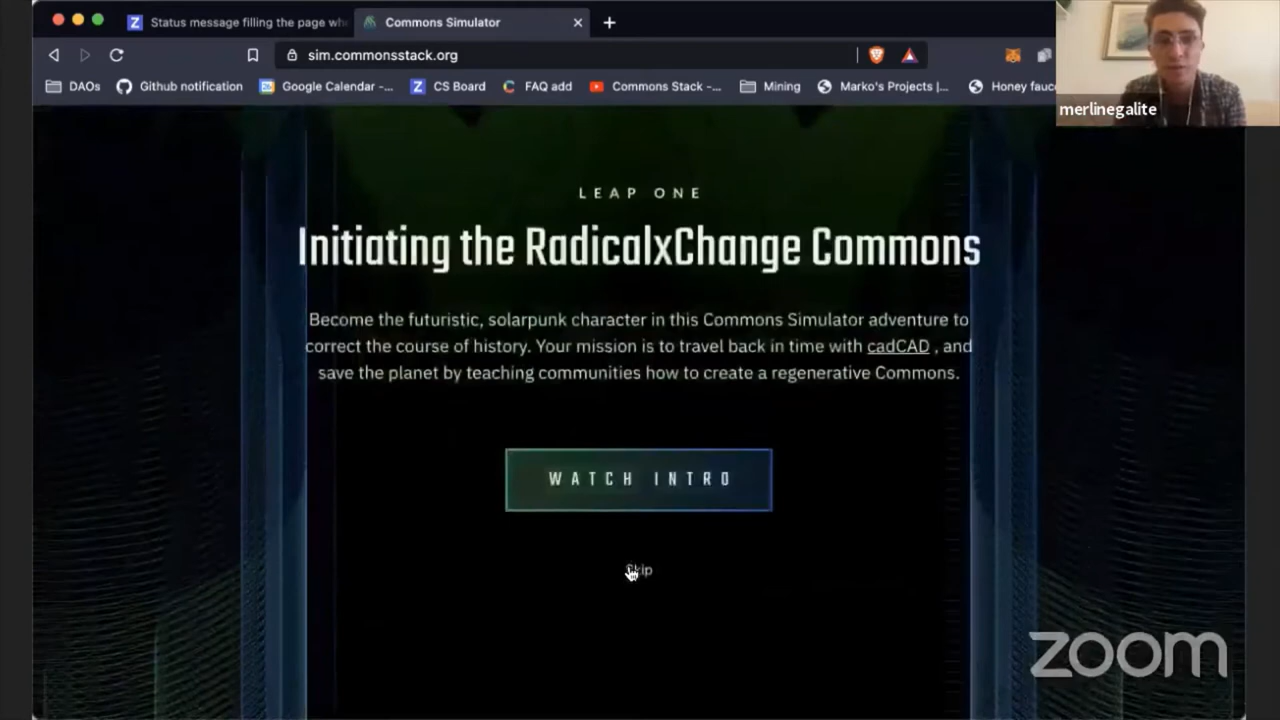 Status message filling the page wh
Commons Simulator
sim.commonsstack.org
DAOs
Github notification
Google Calendar -...
CS Board
FAQ add
Commons Stack -...
Mining
Marko's Projects |...
Honey fauc
merlinegalite
LEAP ONE
Initiating the RadicalxChange Commons
Become the futuristic, solarpunk character in this Commons Simulator adventure to
correct the course of history. Your mission is to travel back in time with cadCAD , and
save the planet by teaching communities how to create a regenerative Commons.
WATCH INTRO
Skip
zoom